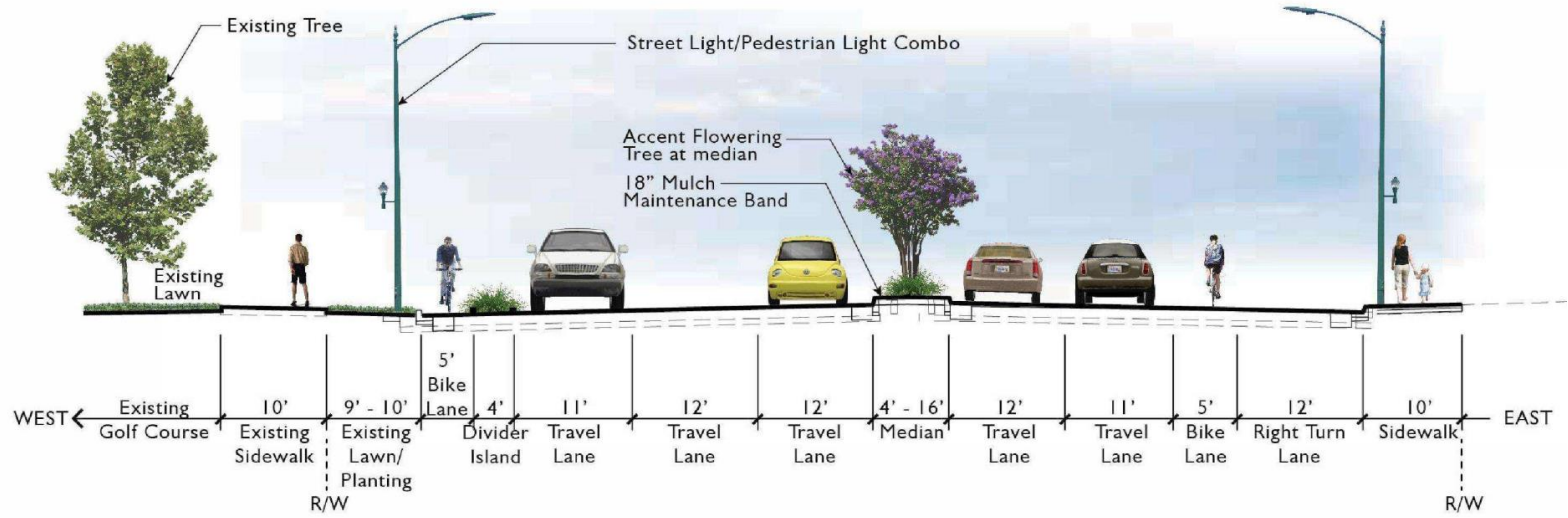 Existing Tree
Street Light/Pedestrian Light Combo
Accent Flowering
Tree at median
18" Mulch
Maintenance Band
Existing
Lawn
WEST
Existing
Golf Course
10'
Existing
Sidewalk
R/W
9' - 10'
Existing
Lawn/
Planting
5'
Bike
Lane
4'
Divider
Island
11'
Travel
Lane
12'
Travel
Lane
12'
Travel
Lane
4' - 16'
Median
12'
Travel
Lane
11'
Travel
Lane
5'
Bike
Lane
12'
Right Turn
Lane
10'
Sidewalk
R/W
EAST